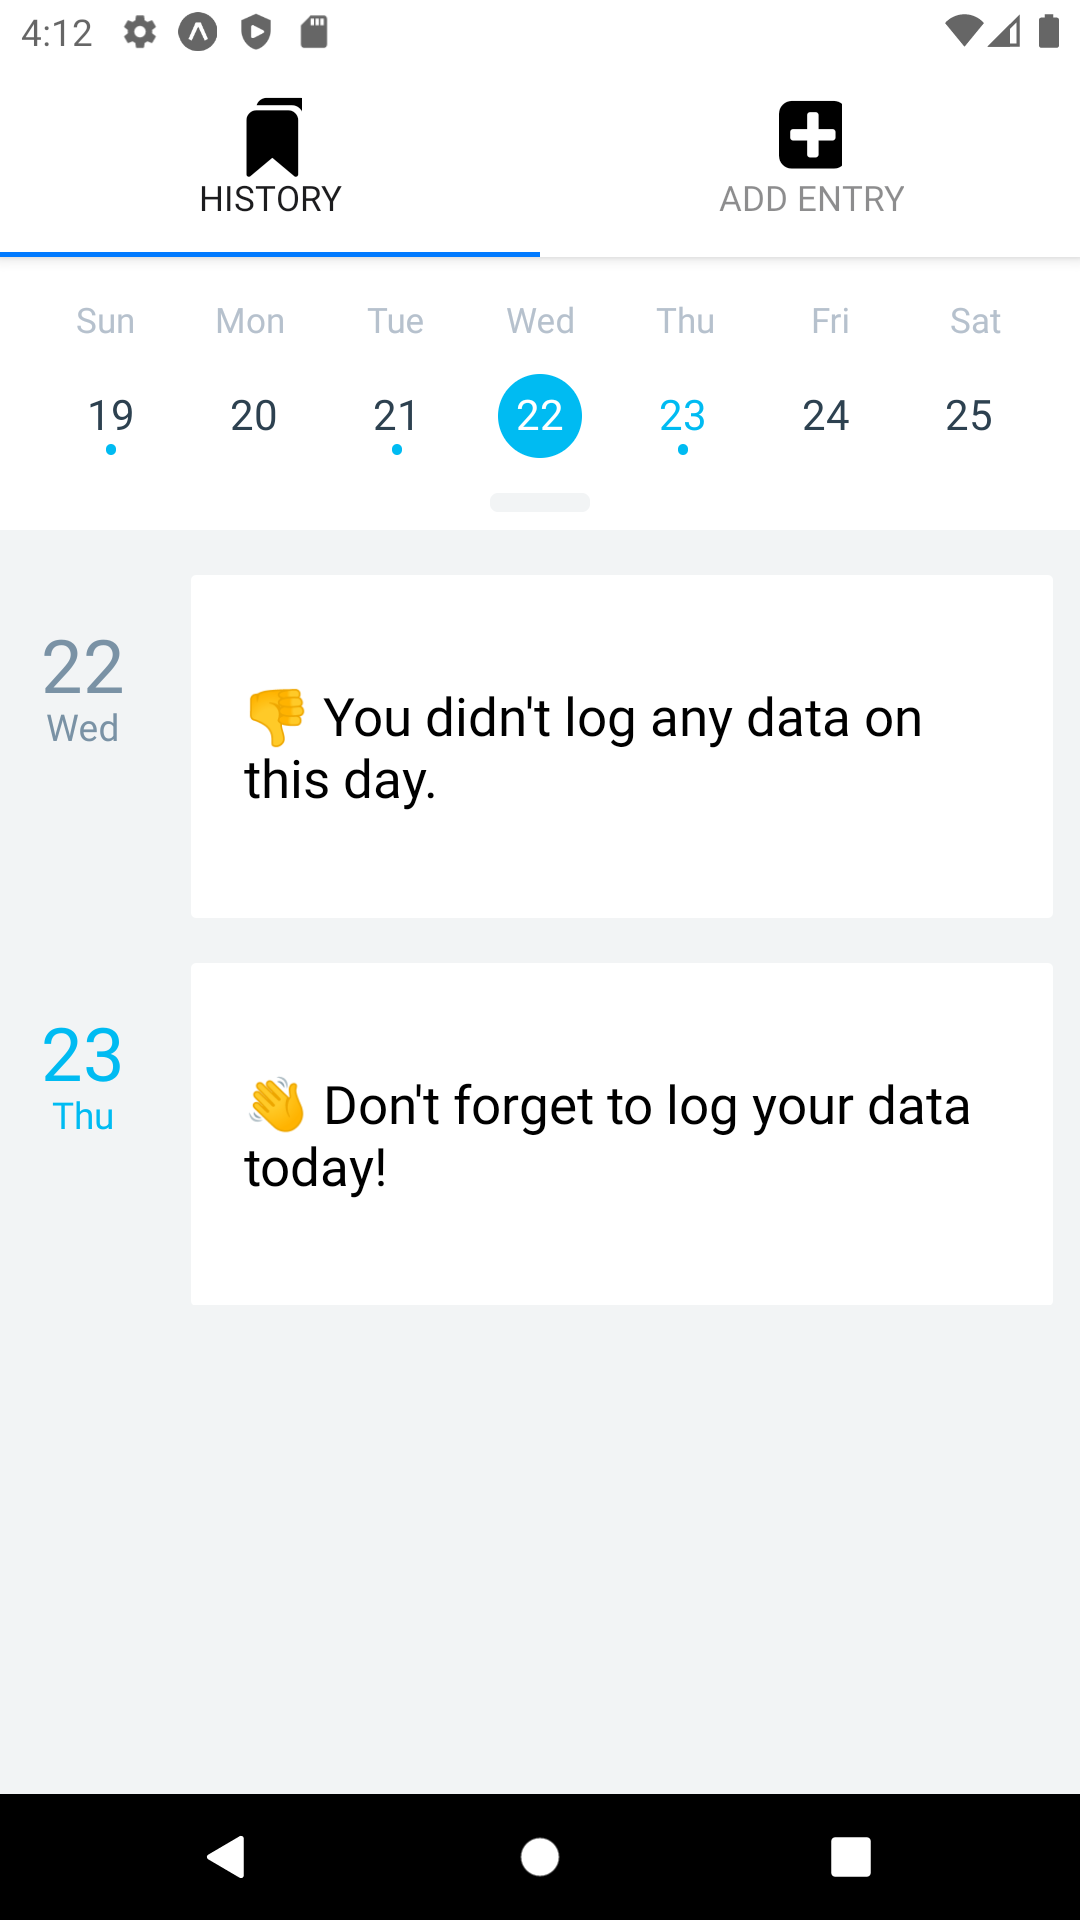 4:12
HISTORY
ADD ENTRY
Sun Mon Tue Wed Thu Fri Sat
19 20 21 22 23 24 25
22
Wed
👎 You didn't log any data on
this day.
23
Thu
👋 Don't forget to log your data
today!